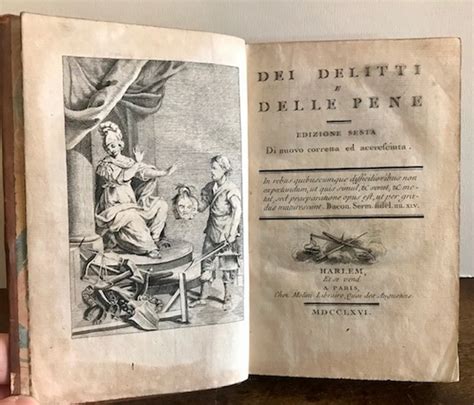 DEI DELITTI
E
DELLE PENE
EDIZIONE SESTA
Di nuovo corretta ed accresciuta.
In rebus quibuscumque difficilioribus non
expectandum, ut quis simul, & serat, & me-
tat, sed praeparatione opus est, ut per gra-
dus maturescant. Bacon. Serm. fidel. nu. XLV.
HARLEM,
Et se vend
A PARIS,
Chez Molini Libraire, Quai des Augustins.
MDCCLXVI.